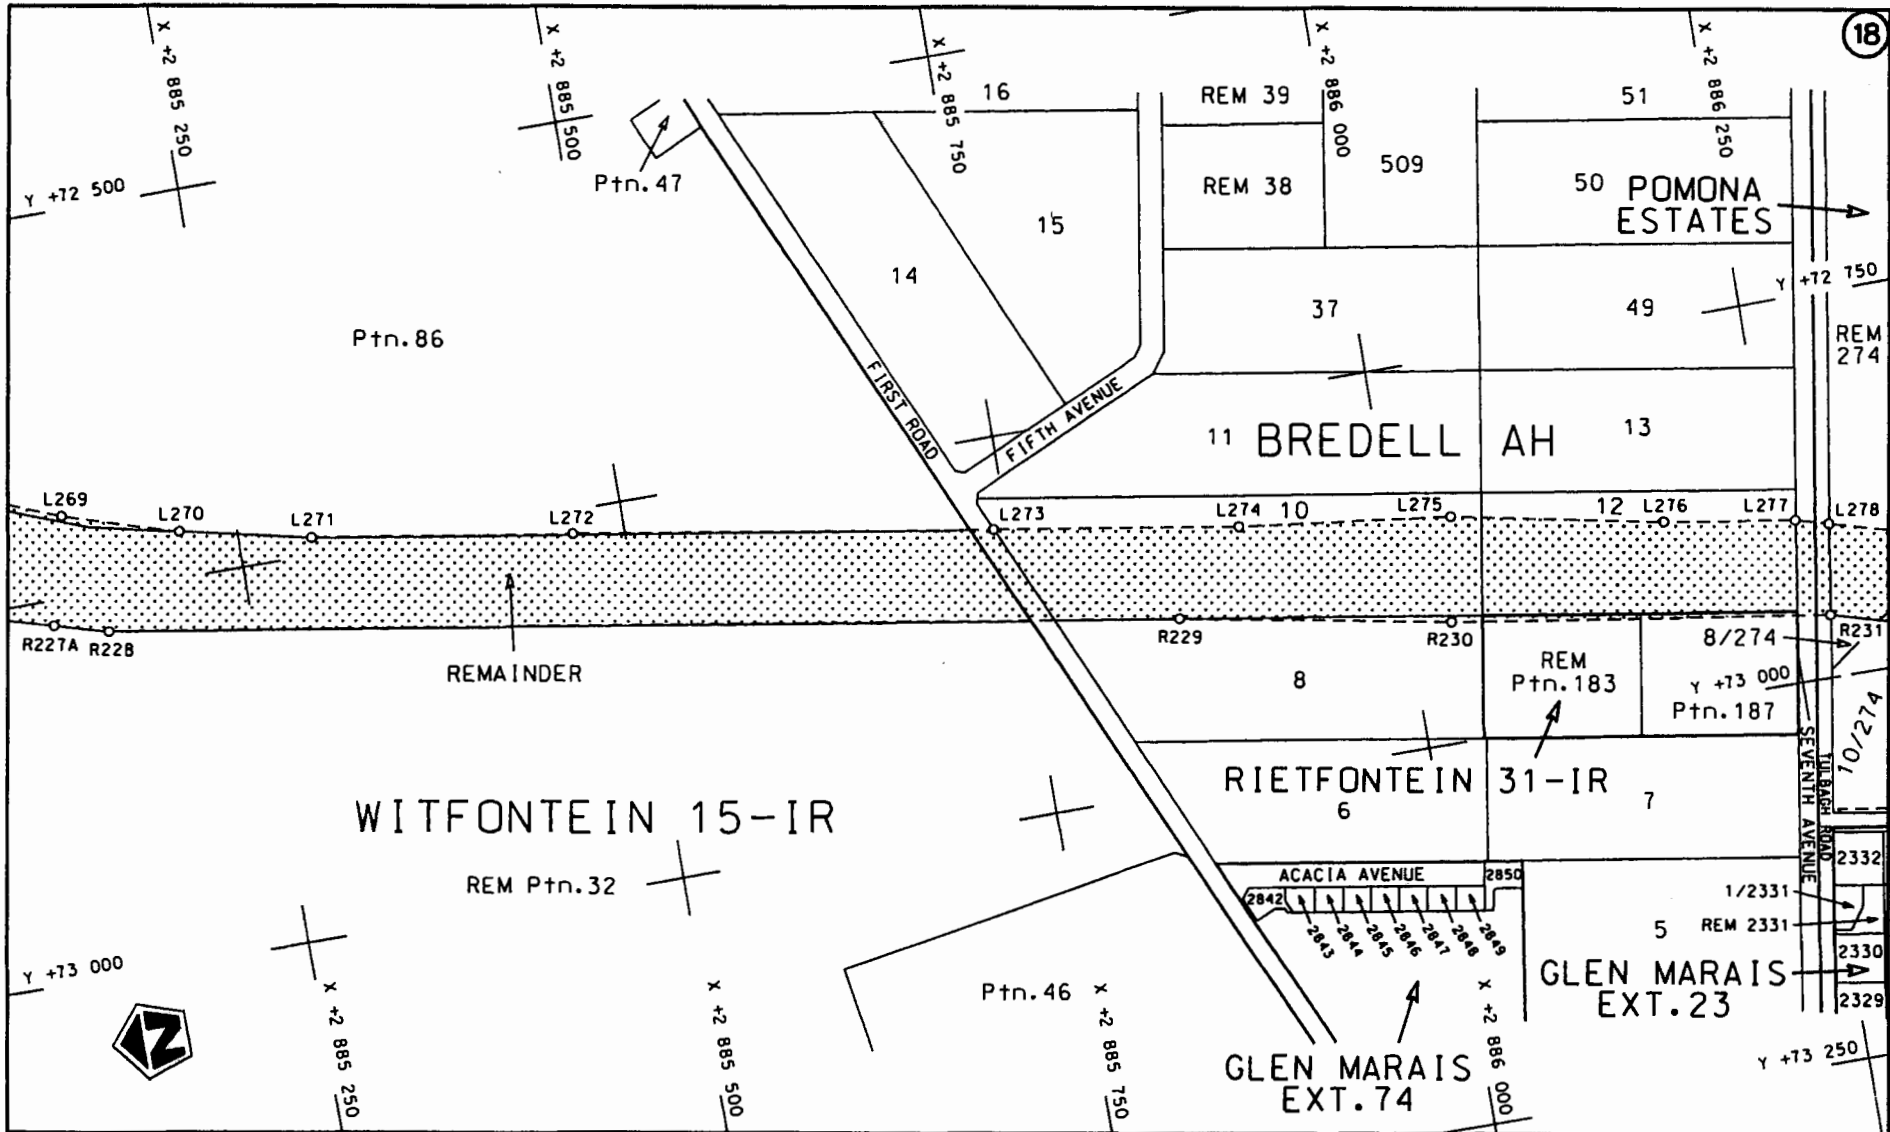 18
X +2 885 250
X +2 885 500
X +2 885 750
X +2 886 000
X +2 886 250
16
REM 39
51
Ptn.47
Y +72 500
REM 38
509
50
POMONA
ESTATES
15
14
Y +72 750
37
49
REM
274
Ptn.86
FIRST ROAD
FIFTH AVENUE
11
BREDELL AH
13
L269
L270
L271
L272
L273
L274
10
L275
12
L276
L277
L278
R227A
R228
R229
R230
R231
REMAINDER
8
REM
Ptn.183
8/274
Y +73 000
Ptn.187
10/274
SEVENTH AVENUE
TULBAGH ROAD
RIETFONTEIN 31-IR
6
7
WITFONTEIN 15-IR
REM Ptn.32
ACACIA AVENUE
2850
2842
2843
2844
2845
2846
2847
2848
2849
2332
1/2331
REM 2331
5
2330
GLEN MARAIS
EXT.23
2329
Y +73 000
Ptn.46
Z
X +2 885 250
X +2 885 500
X +2 885 750
X +2 886 000
GLEN MARAIS
EXT.74
Y +73 250